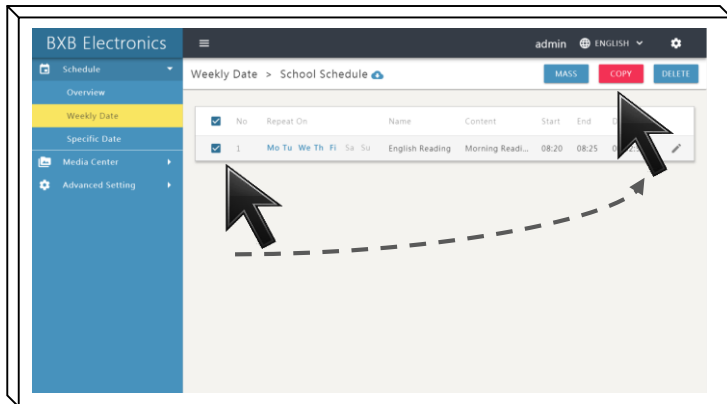 BXB Electronics
admin ENGLISH
Schedule
Weekly Date > School Schedule
MASS COPY DELETE
Overview
Weekly Date
Specific Date
Media Center
Advanced Setting
No Repeat On Name Content Start End
1 Mo Tu We Th Fi Sa Su English Reading Morning Readi... 08:20 08:25